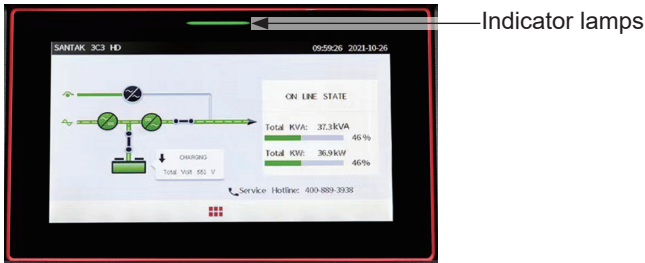 Indicator lamps
SANTAK 3C3 HD 09:59:26 2021-10-26
ON LINE STATE
Total KVA: 37.3kVA
46%
Total KW: 36.9kW
46%
CHARGING
Total Volt 561 V
Service Hotline: 400-889-3938